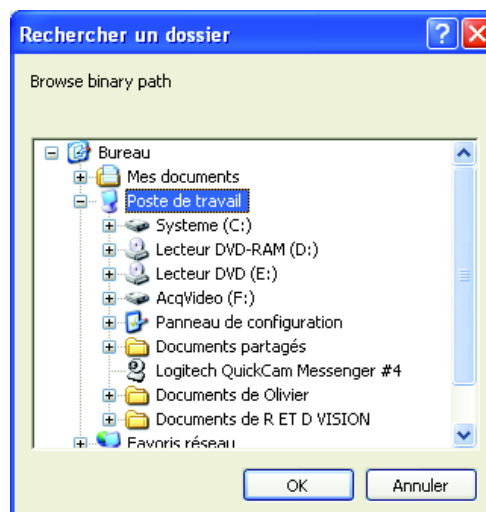 Rechercher un dossier
Browse binary path
Bureau
Mes documents
Poste de travail
Systeme (C:)
Lecteur DVD-RAM (D:)
Lecteur DVD (E:)
AcqVideo (F:)
Panneau de configuration
Documents partagés
Logitech QuickCam Messenger #4
Documents de Olivier
Documents de R ET D VISION
Favoris réseau
OK Annuler